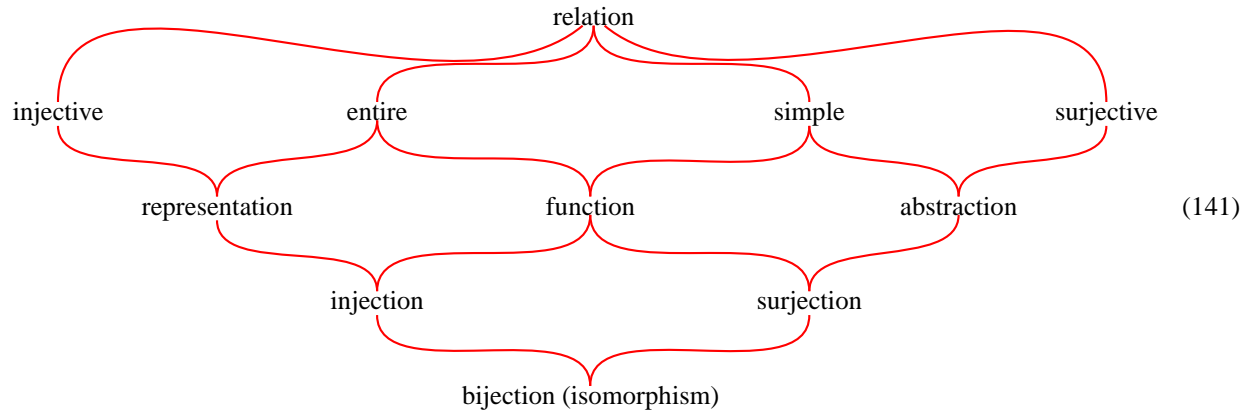 relation
injective entire simple surjective
representation function abstraction (141)
injection surjection
bijection (isomorphism)